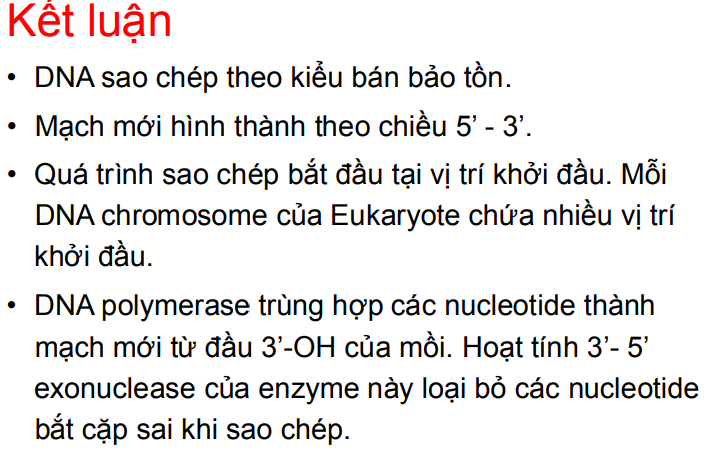 Kết luận
• DNA sao chép theo kiểu bán bảo tồn.
• Mạch mới hình thành theo chiều 5’ - 3’.
• Quá trình sao chép bắt đầu tại vị trí khởi đầu. Mỗi
DNA chromosome của Eukaryote chứa nhiều vị trí
khởi đầu.
• DNA polymerase trùng hợp các nucleotide thành
mạch mới từ đầu 3’-OH của mồi. Hoạt tính 3’- 5’
exonuclease của enzyme này loại bỏ các nucleotide
bắt cặp sai khi sao chép.